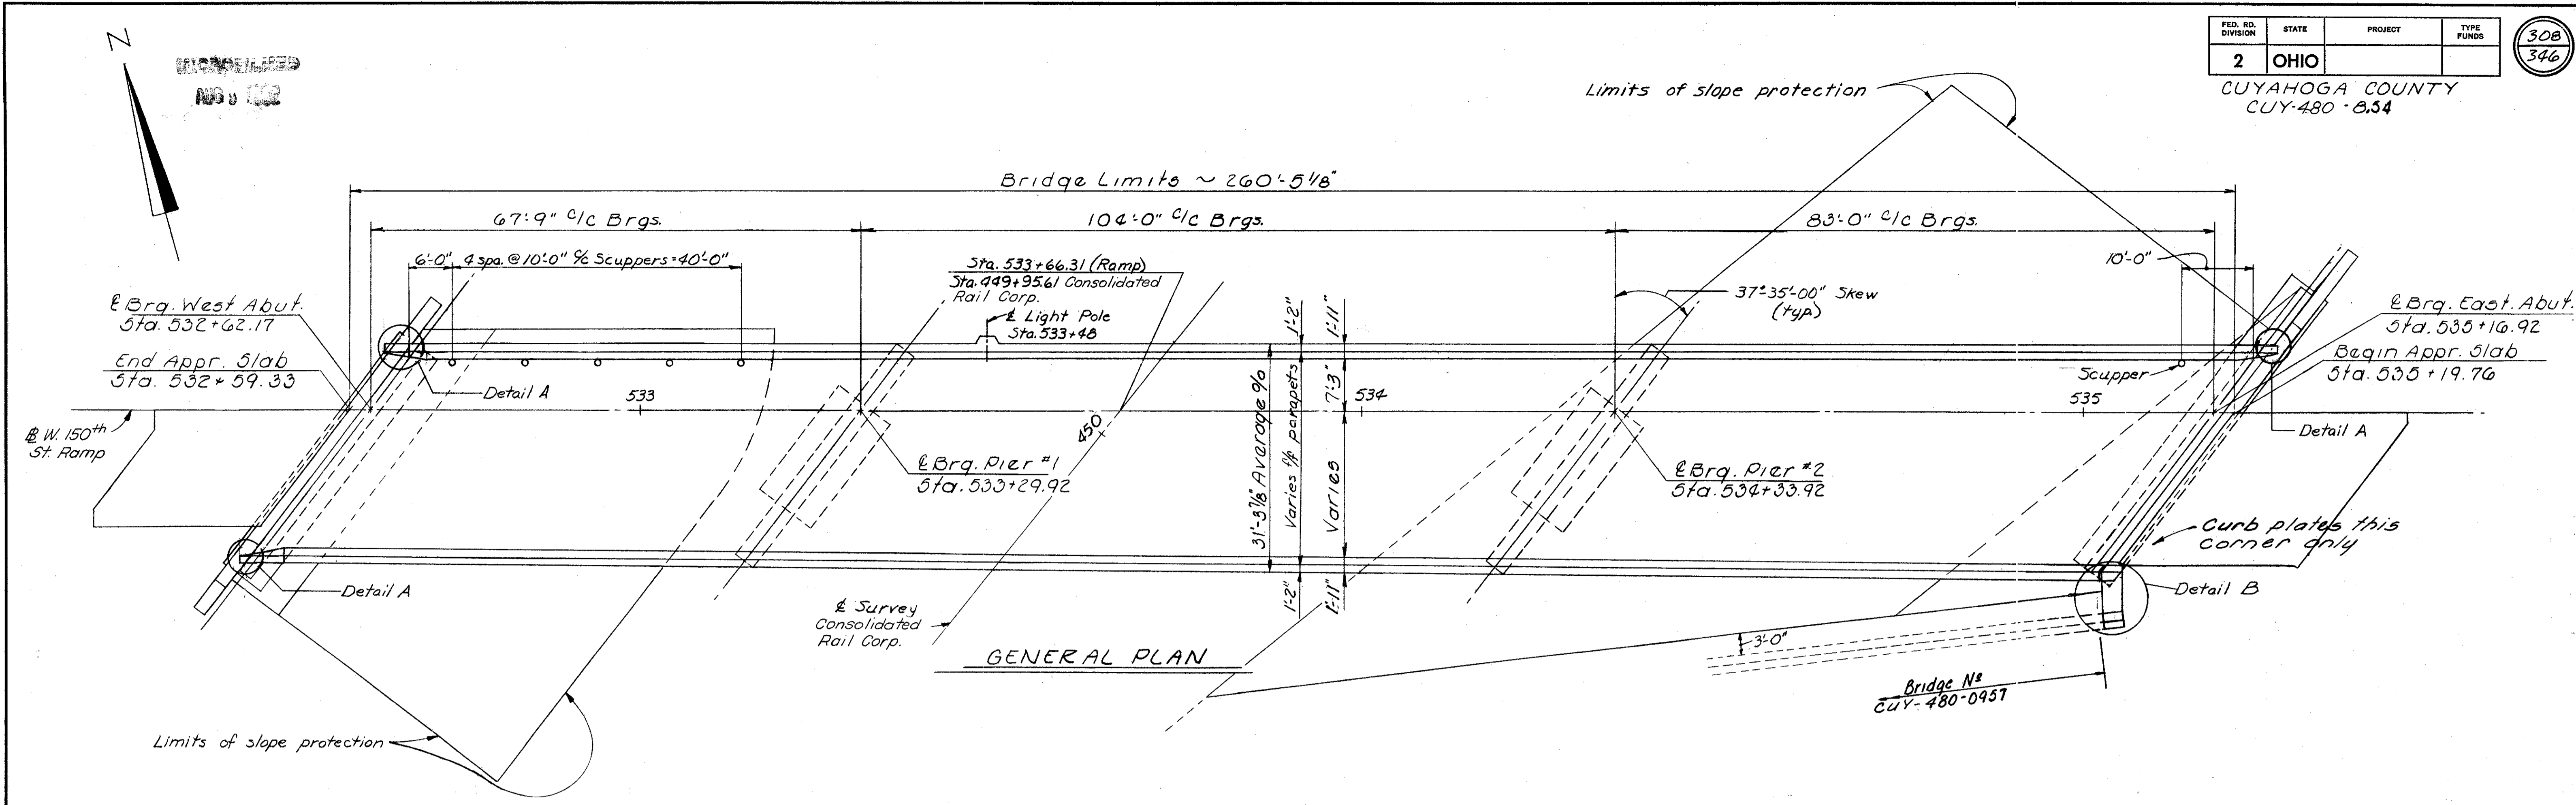 N
MICROFILMED
AUG 9
FED. RD.
DIVISION
STATE
PROJECT
TYPE
FUNDS
2
OHIO
308
346
CUYAHOGA COUNTY
CUY-480-8.54
Limits of slope protection
Bridge Limits ~ 260'-5 1/8"
67'-9" c/c Brgs.
104'-0" c/c Brgs.
83'-0" c/c Brgs.
6'-0"
4 spa. @ 10'-0" c/c Scuppers = 40'-0"
Sta. 533+66.31 (Ramp)
Sta. 449+95.61 Consolidated
Rail Corp.
℄ Light Pole
Sta. 533+48
1'-2"
1'-11"
37°35'-00" Skew
(typ.)
10'-0"
℄ Brg. West Abut.
Sta. 532+62.17
End Appr. Slab
Sta. 532+59.33
℄ Brg. East. Abut.
Sta. 535+16.92
Begin Appr. Slab
Sta. 535+19.76
Detail A
533
534
535
Scupper
7'-3"
31'-3 7/8" Average o/o
Varies f/f parapets
Varies
450
B W. 150th
St. Ramp
℄ Brg. Pier #1
Sta. 533+29.92
℄ Brg. Pier #2
Sta. 534+33.92
Detail A
Curb plates this
corner only
Detail A
1'-2"
1'-11"
Detail B
℄ Survey
Consolidated
Rail Corp.
GENERAL PLAN
3'-0"
Bridge No
CUY-480-0957
Limits of slope protection